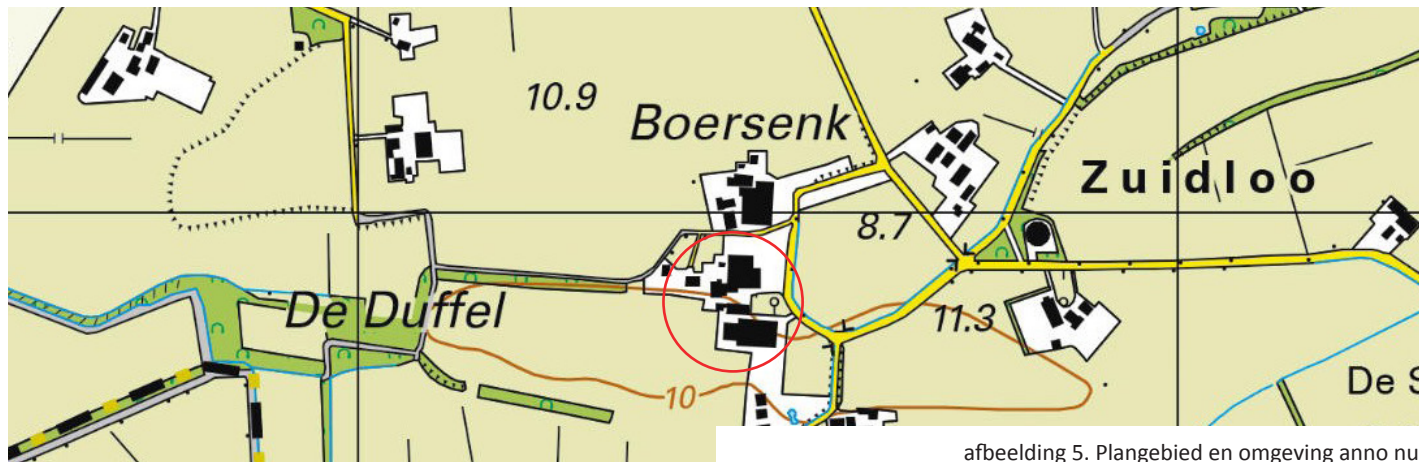 10.9
Boersenk
Zuidloo
8.7
De Duffel
11.3
10
De S
afbeelding 5. Plangebied en omgeving anno nu